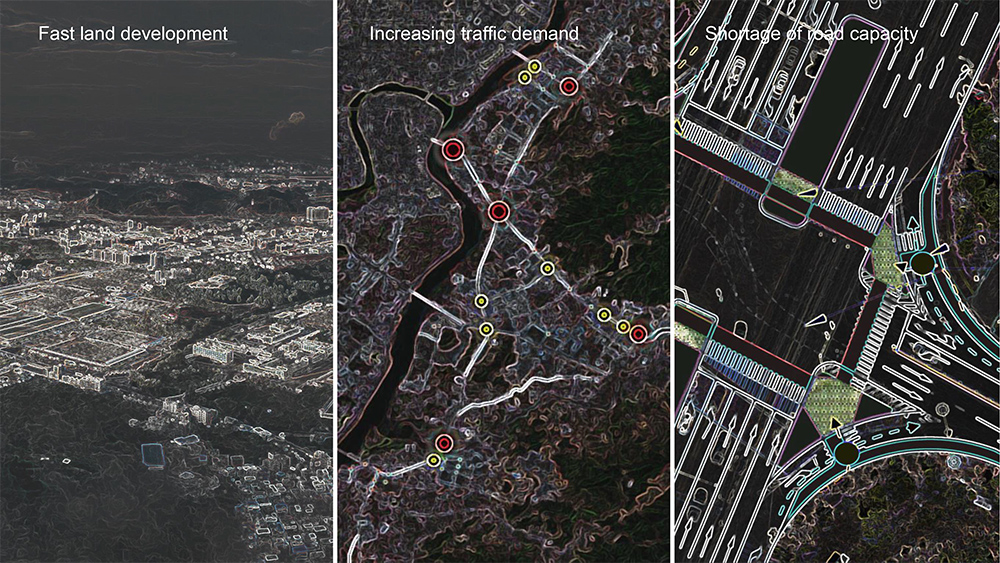 Fast land development
Increasing traffic demand
Shortage of road capacity